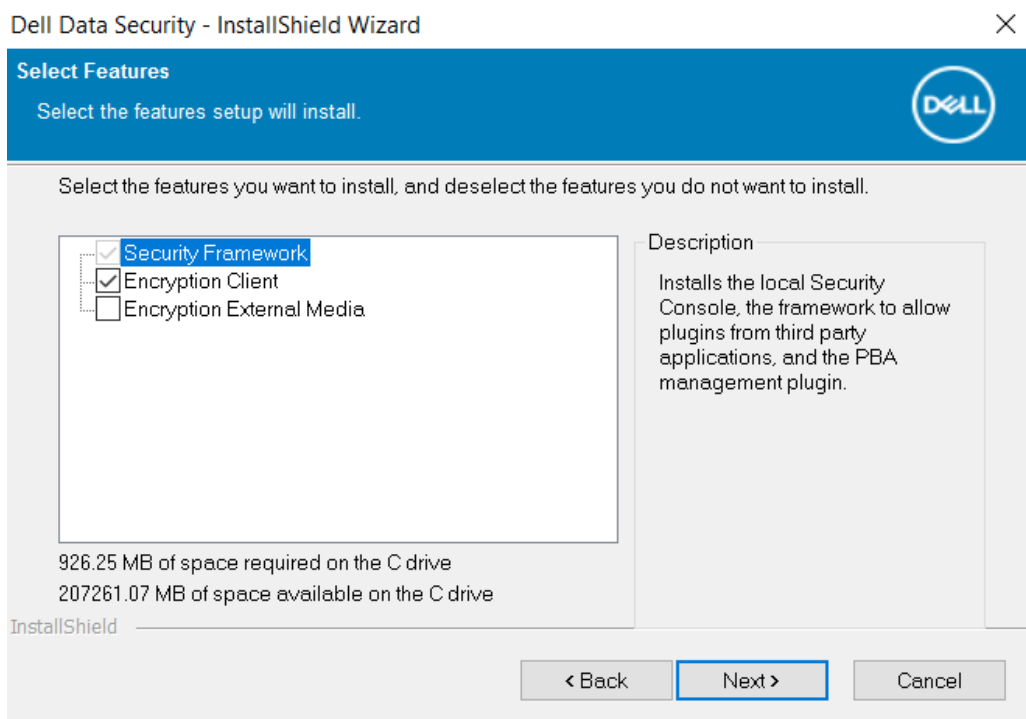 Dell Data Security - InstallShield Wizard
Select Features
Select the features setup will install.
DELL
Select the features you want to install, and deselect the features you do not want to install.
Security Framework
Encryption Client
Encryption External Media
Description
Installs the local Security
Console, the framework to allow
plugins from third party
applications, and the PBA
management plugin.
926.25 MB of space required on the C drive
207261.07 MB of space available on the C drive
InstallShield
< Back
Next >
Cancel